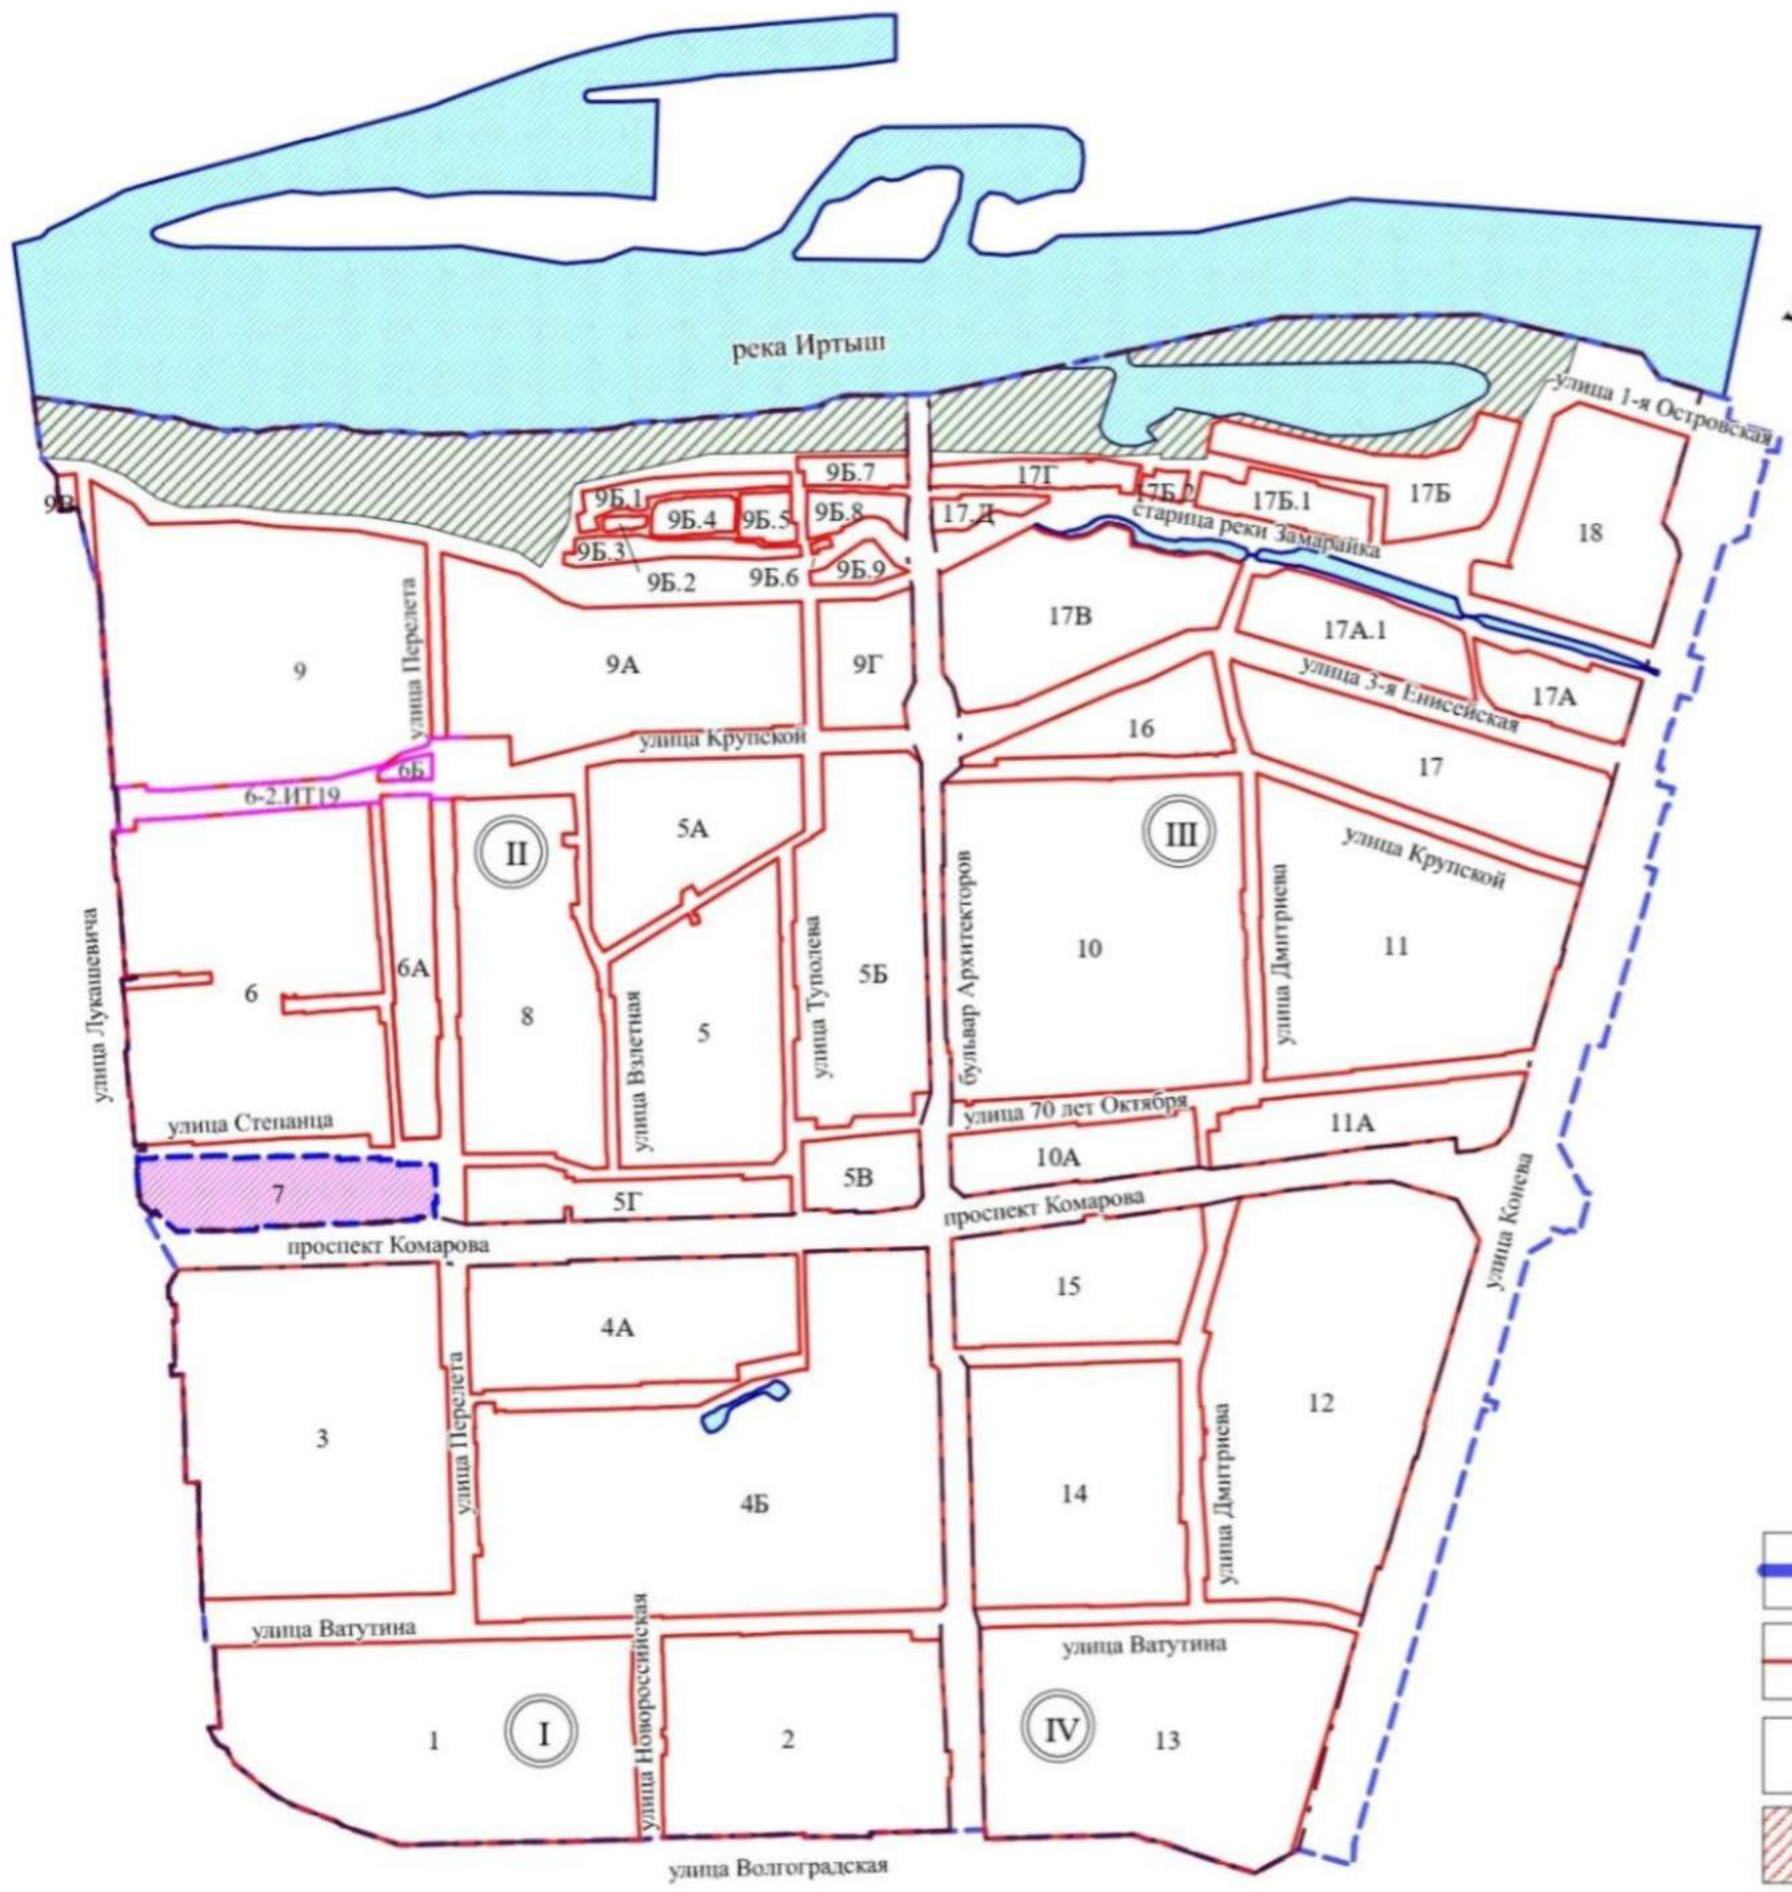 река Иртыш
улица 1-я Островская
9В
9Б.1
9Б.4
9Б.5
9Б.7
9Б.8
9Б.3
9Б.2
9Б.6
9Б.9
17Г
17.Д
17Б.2
17Б.1
17Б
18
старица реки Замарайка
9
улица Перелета
9А
9Г
17В
17А.1
17А
улица 3-я Енисейская
улица Крупской
16
17
6Б
6-2.ИТ19
5А
II
III
улица Крупской
улица Лукашевича
6
6А
8
улица Взлетная
5
улица Туполева
5Б
бульвар Архитекторов
10
улица Дмитриева
11
улица Степанца
улица 70 лет Октября
11А
10А
7
5Г
5В
проспект Комарова
проспект Комарова
улица Конева
15
4А
3
улица Перелета
4Б
14
улица Дмитриева
12
улица Ватутина
улица Ватутина
1
I
улица Новороссийская
2
IV
13
улица Волгоградская